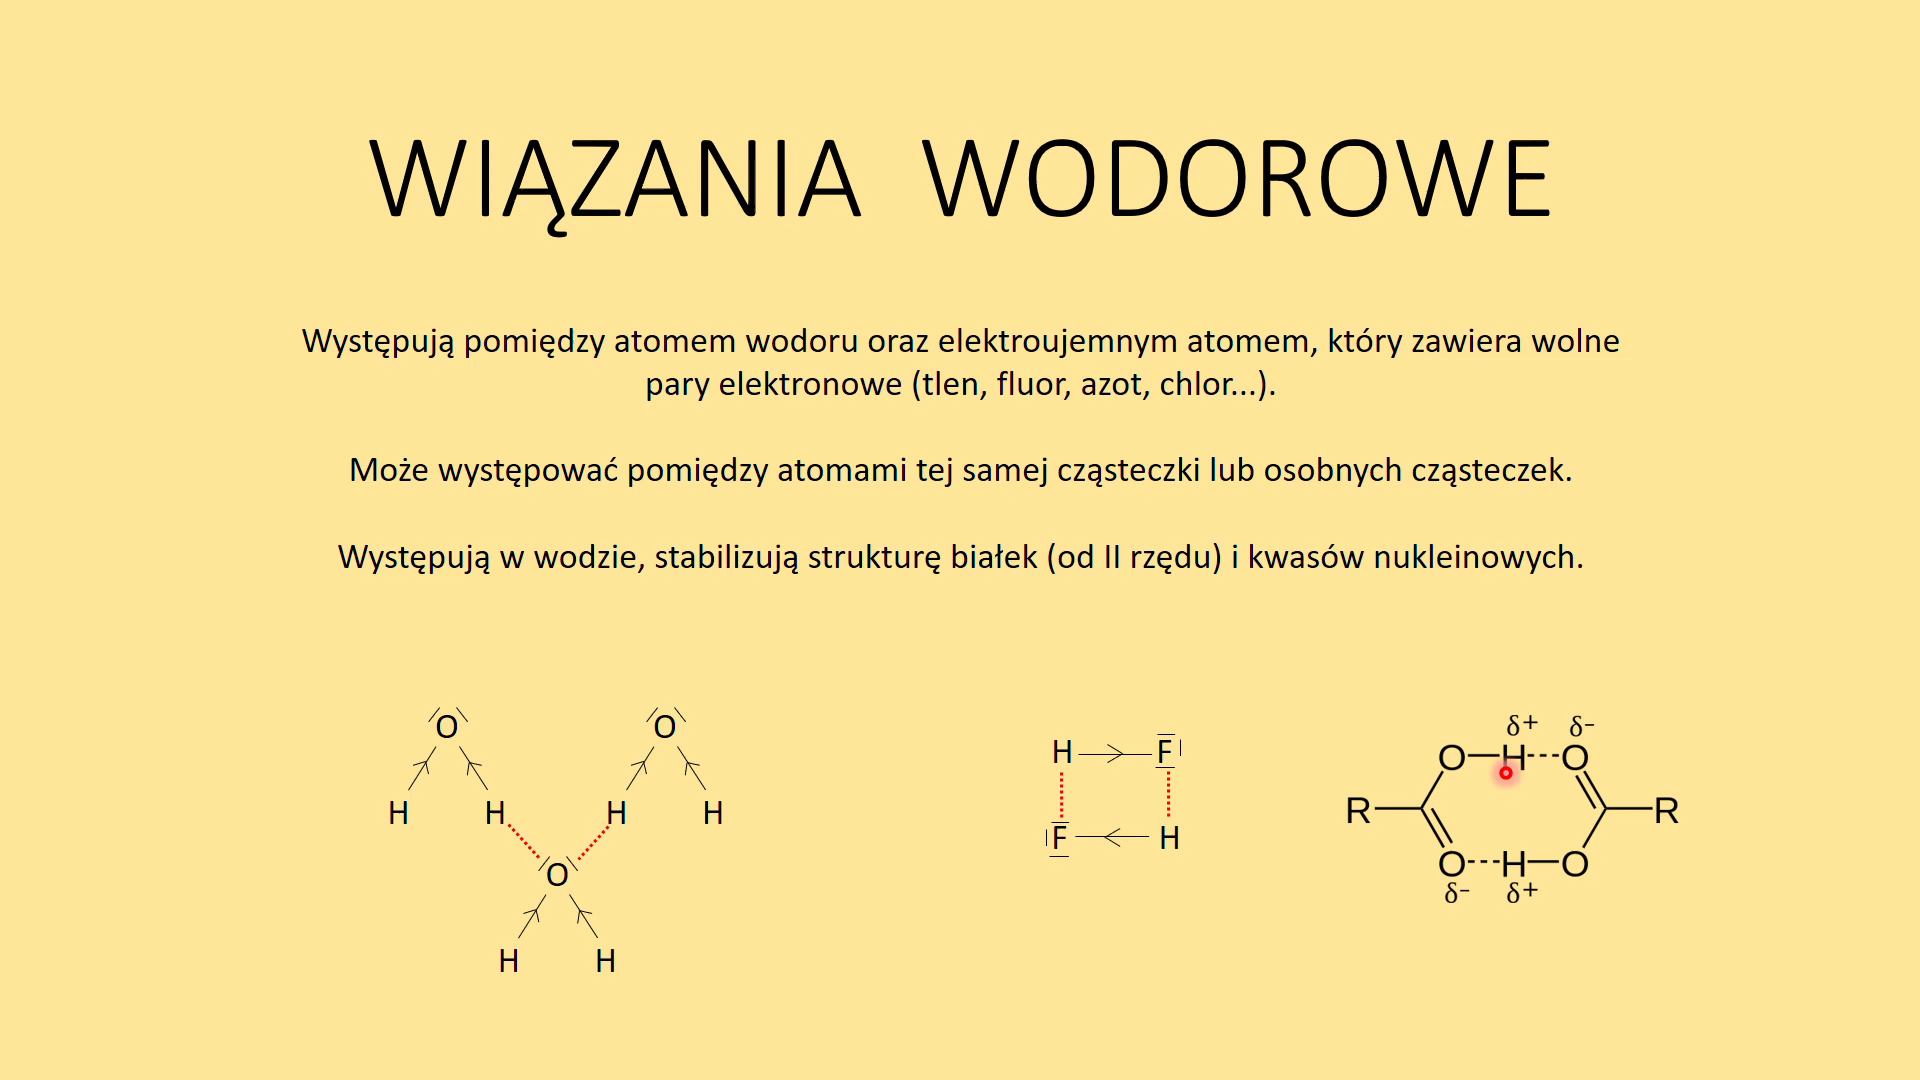 WIĄZANIA WODOROWE
Występują pomiędzy atomem wodoru oraz elektroujemnym atomem, który zawiera wolne
pary elektronowe (tlen, fluor, azot, chlor...).
Może występować pomiędzy atomami tej samej cząsteczki lub osobnych cząsteczek.
Występują w wodzie, stabilizują strukturę białek (od II rzędu) i kwasów nukleinowych.
O O
H H H H
O
H H
H F
F H
δ+ δ-
O H O
R R
O H O
δ- δ+